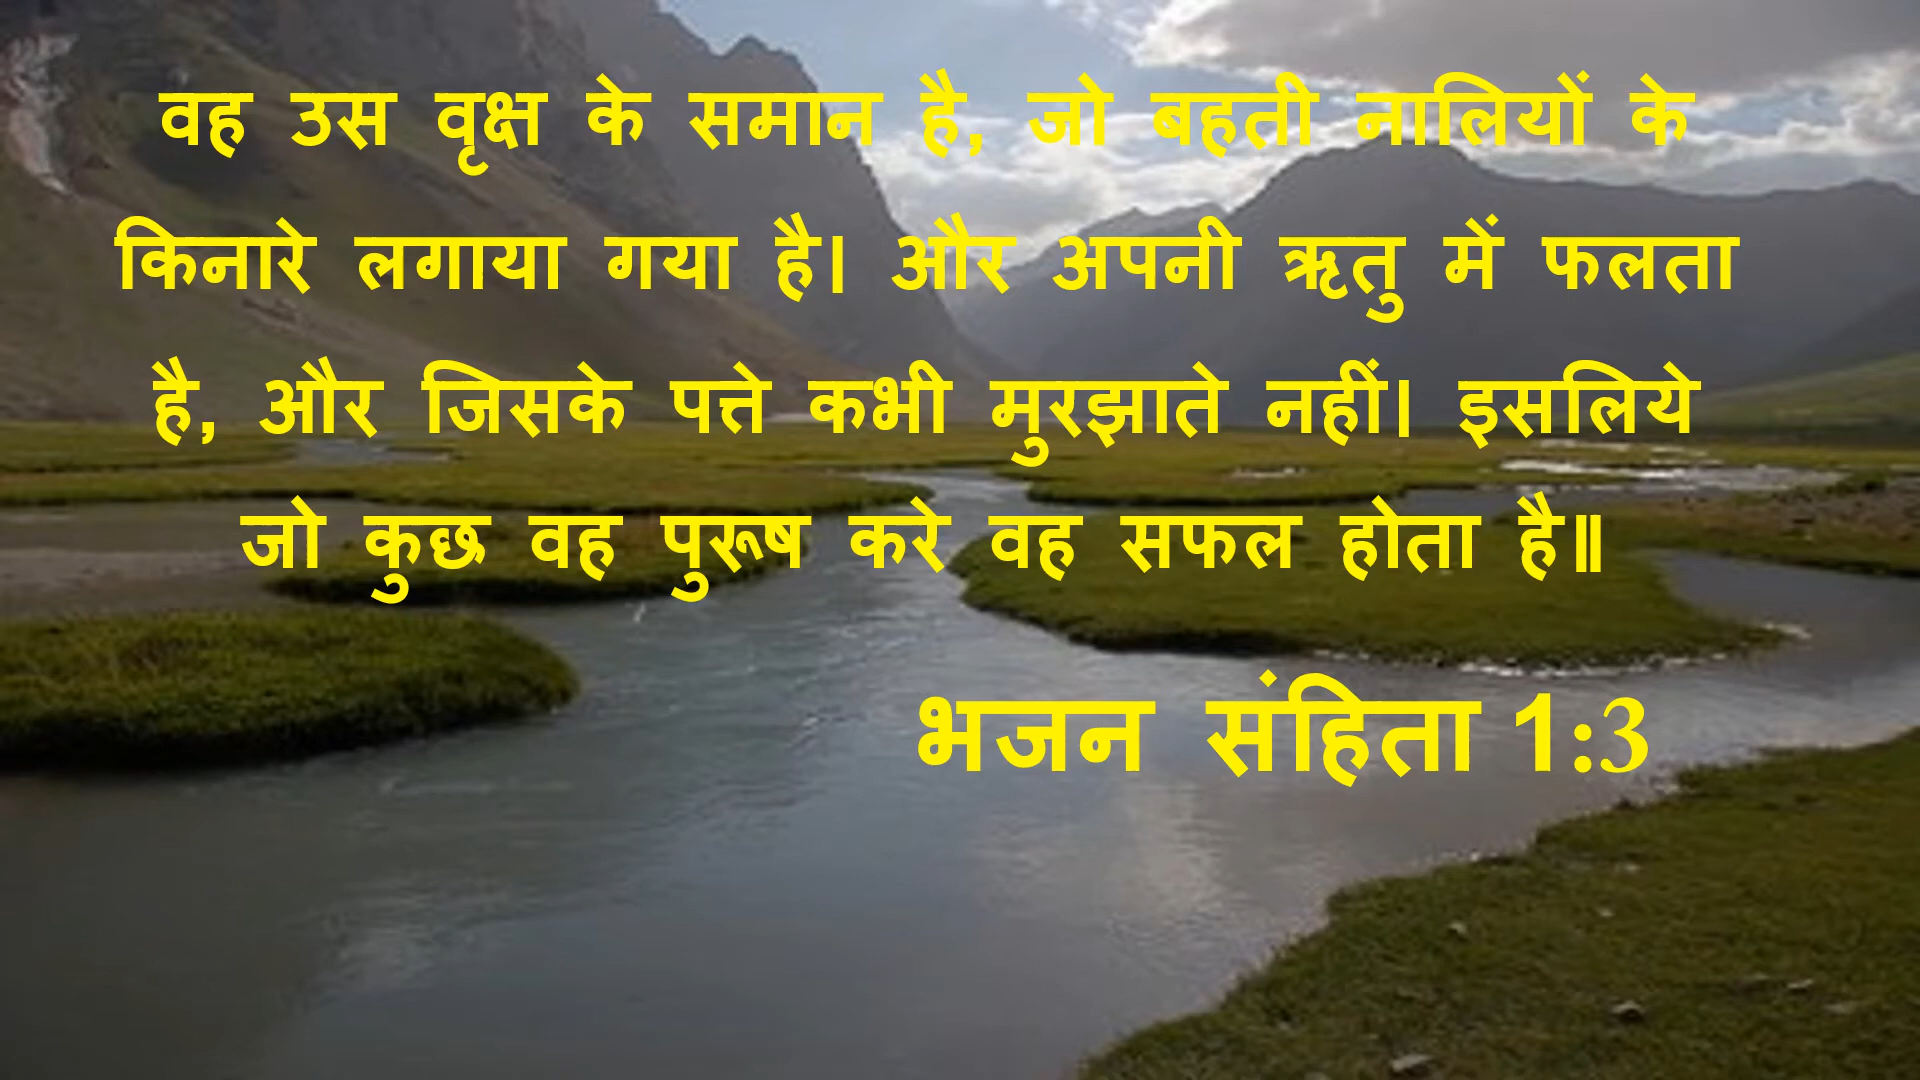 वह उस वृक्ष के समान है, जो बहती नालियों के
किनारे लगाया गया है। और अपनी ऋतु में फलता
है, और जिसके पत्ते कभी मुरझाते नहीं। इसलिये
जो कुछ वह पुरूष करे वह सफल होता है॥
भजन संहिता 1:3